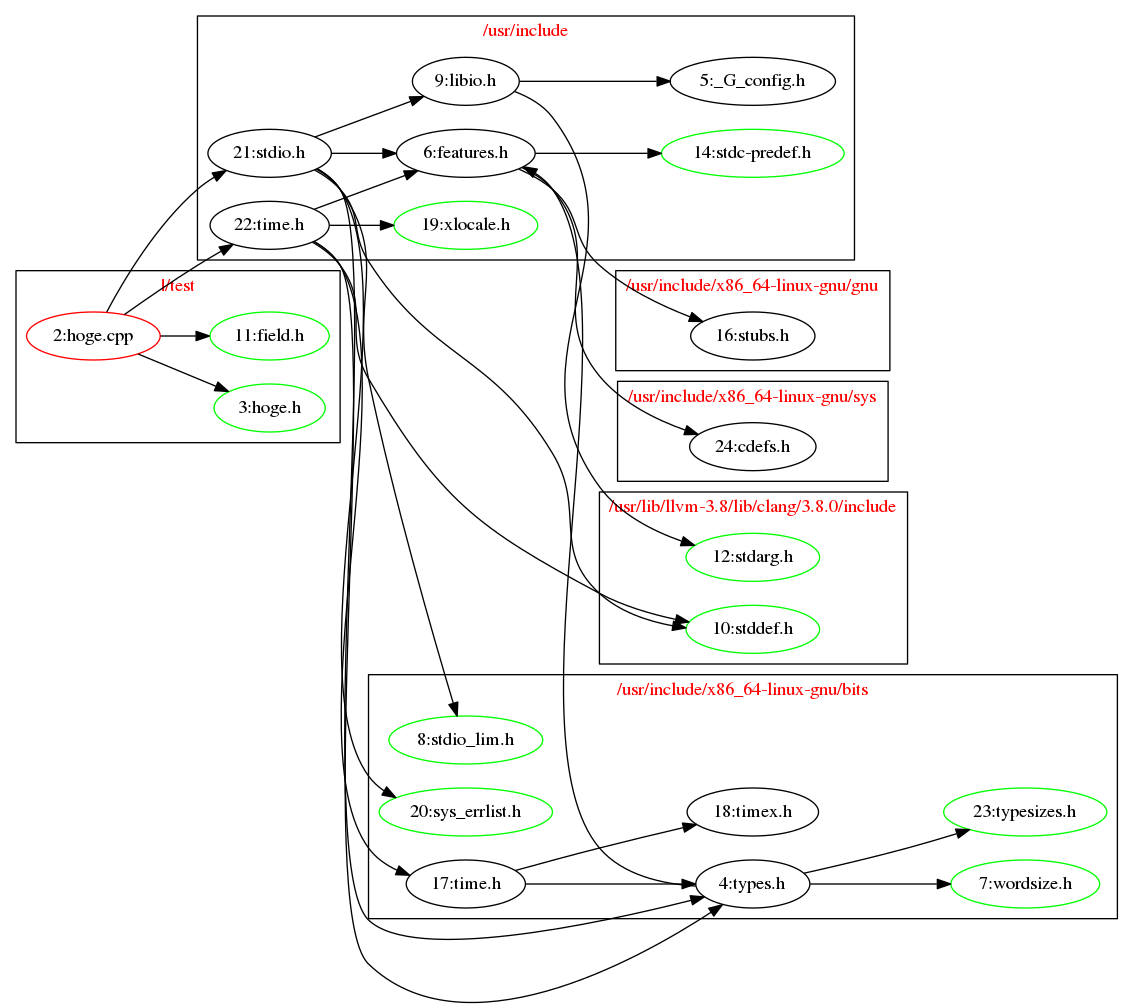 /usr/include
9:libio.h
5:_G_config.h
21:stdio.h
6:features.h
14:stdc-predef.h
22:time.h
19:xlocale.h
l/test
2:hoge.cpp
11:field.h
3:hoge.h
/usr/include/x86_64-linux-gnu/gnu
16:stubs.h
/usr/include/x86_64-linux-gnu/sys
24:cdefs.h
/usr/lib/llvm-3.8/lib/clang/3.8.0/include
12:stdarg.h
10:stddef.h
/usr/include/x86_64-linux-gnu/bits
8:stdio_lim.h
20:sys_errlist.h
18:timex.h
23:typesizes.h
17:time.h
4:types.h
7:wordsize.h